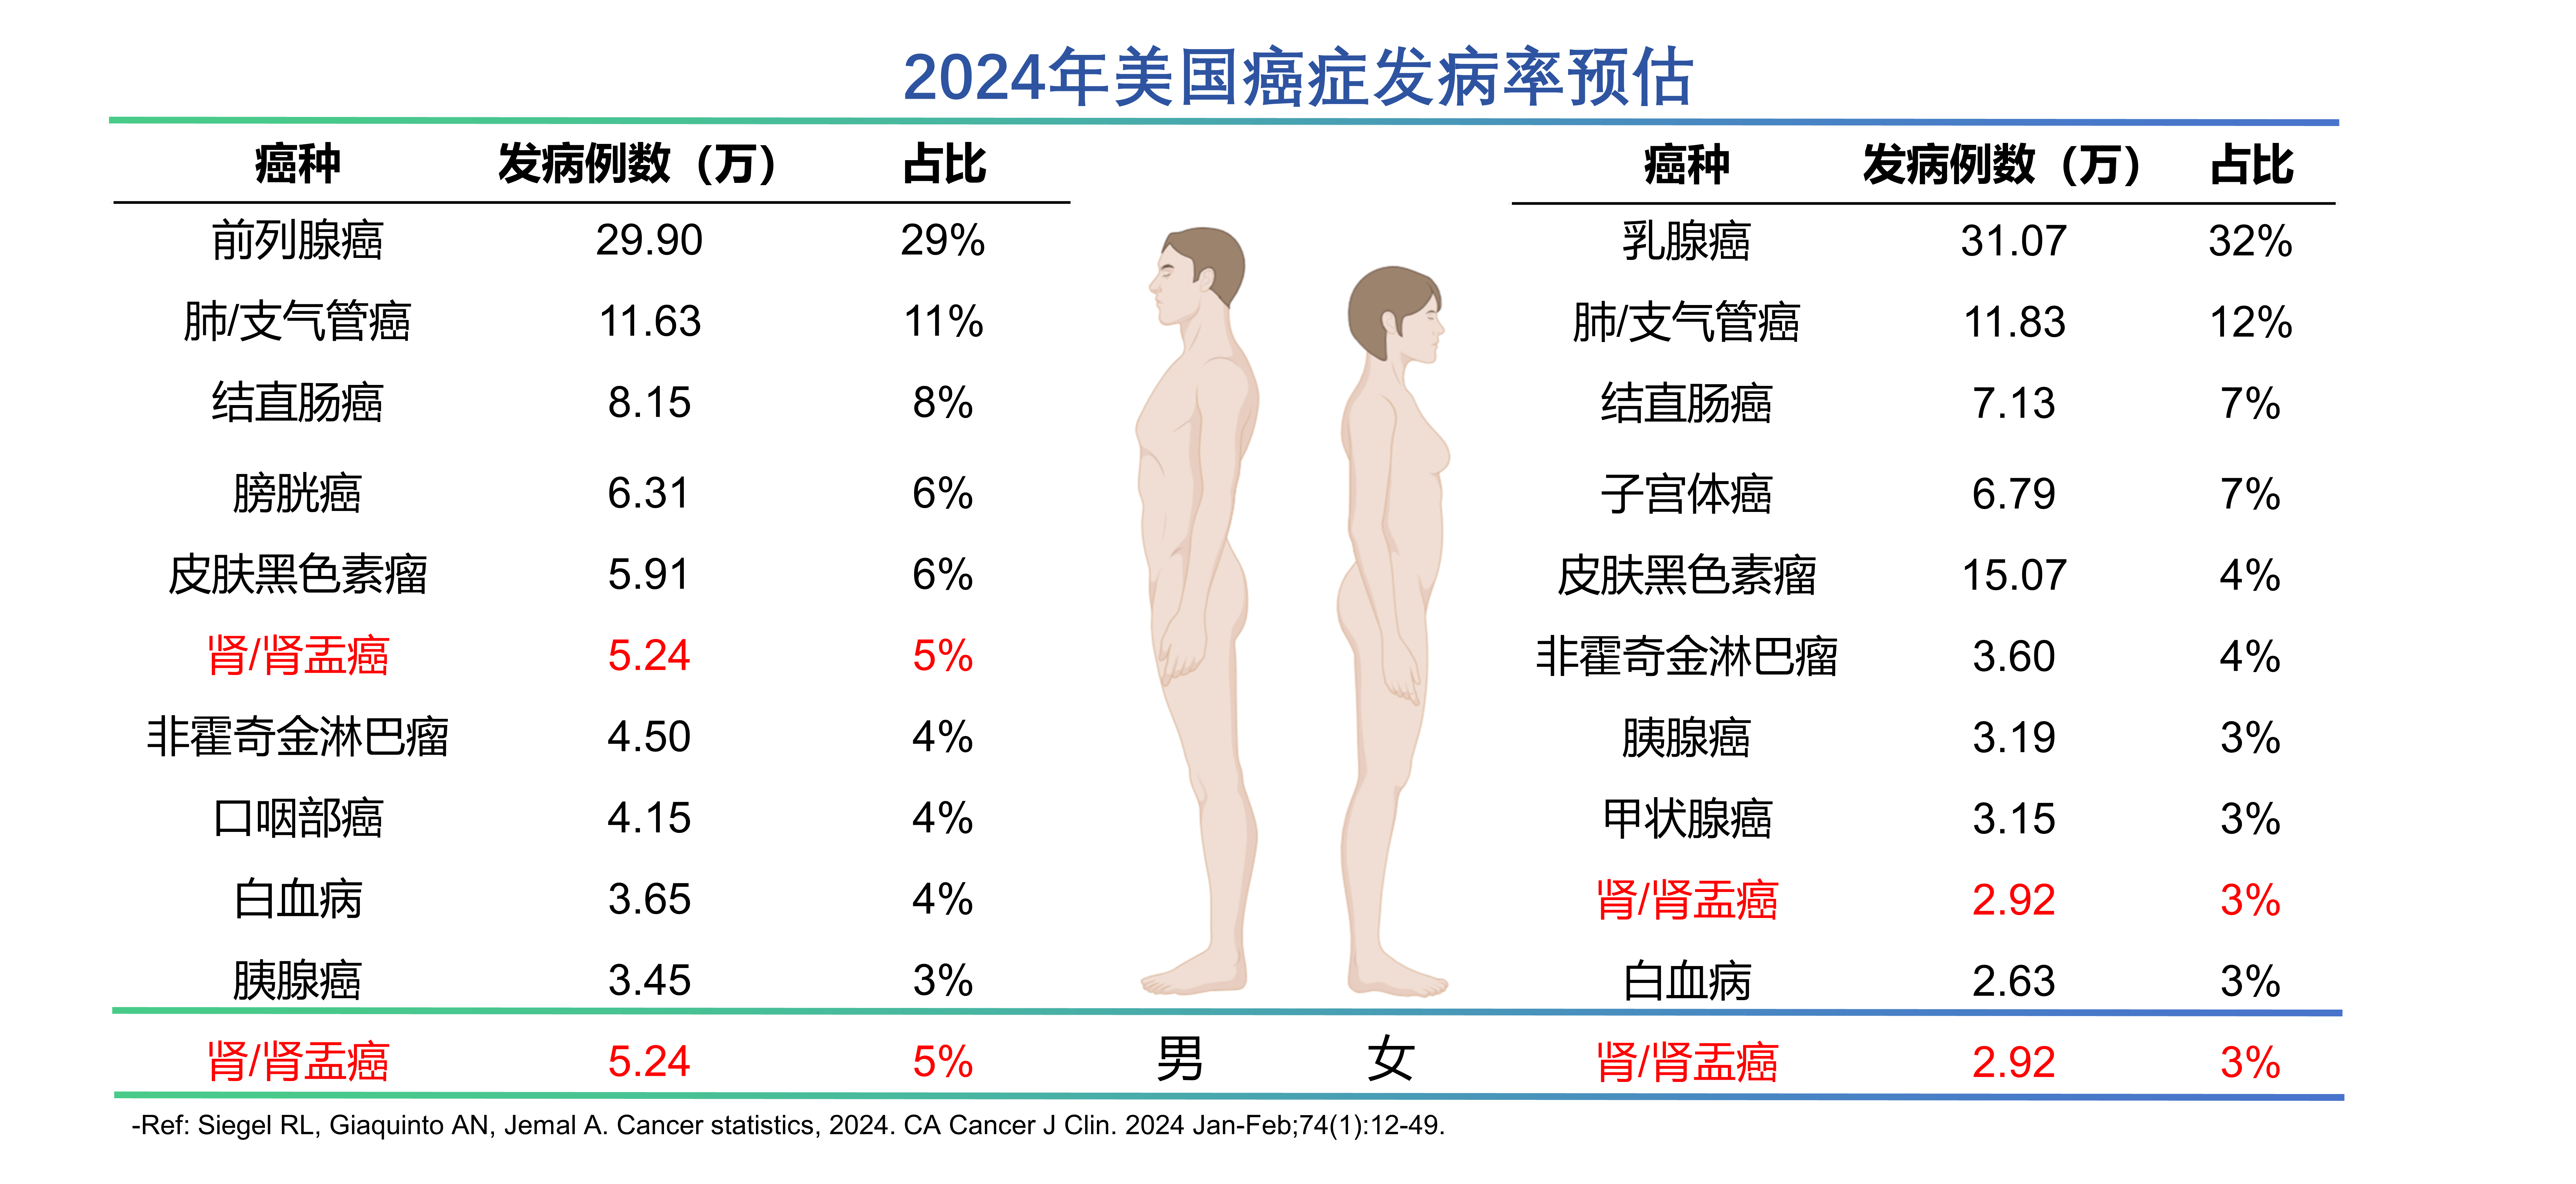 2024年美国癌症发病率预估
癌种 发病例数（万） 占比 癌种 发病例数（万） 占比
前列腺癌 29.90 29% 乳腺癌 31.07 32%
肺/支气管癌 11.63 11% 肺/支气管癌 11.83 12%
结直肠癌 8.15 8% 结直肠癌 7.13 7%
膀胱癌 6.31 6% 子宫体癌 6.79 7%
皮肤黑色素瘤 5.91 6% 皮肤黑色素瘤 15.07 4%
肾/肾盂癌 5.24 5% 非霍奇金淋巴瘤 3.60 4%
非霍奇金淋巴瘤 4.50 4% 胰腺癌 3.19 3%
口咽部癌 4.15 4% 甲状腺癌 3.15 3%
白血病 3.65 4% 肾/肾盂癌 2.92 3%
胰腺癌 3.45 3% 白血病 2.63 3%
肾/肾盂癌 5.24 5% 男 女 肾/肾盂癌 2.92 3%
-Ref: Siegel RL, Giaquinto AN, Jemal A. Cancer statistics, 2024. CA Cancer J Clin. 2024 Jan-Feb;74(1):12-49.